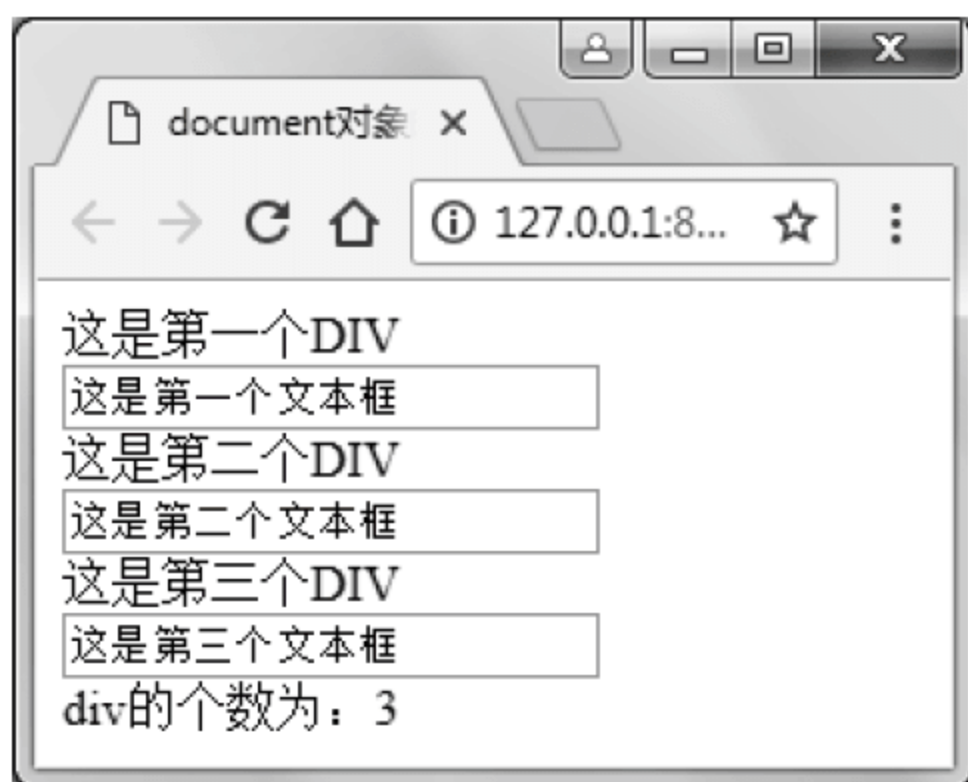 document对象
127.0.0.1:8...
这是第一个DIV
这是第一个文本框
这是第二个DIV
这是第二个文本框
这是第三个DIV
这是第三个文本框
div的个数为：3